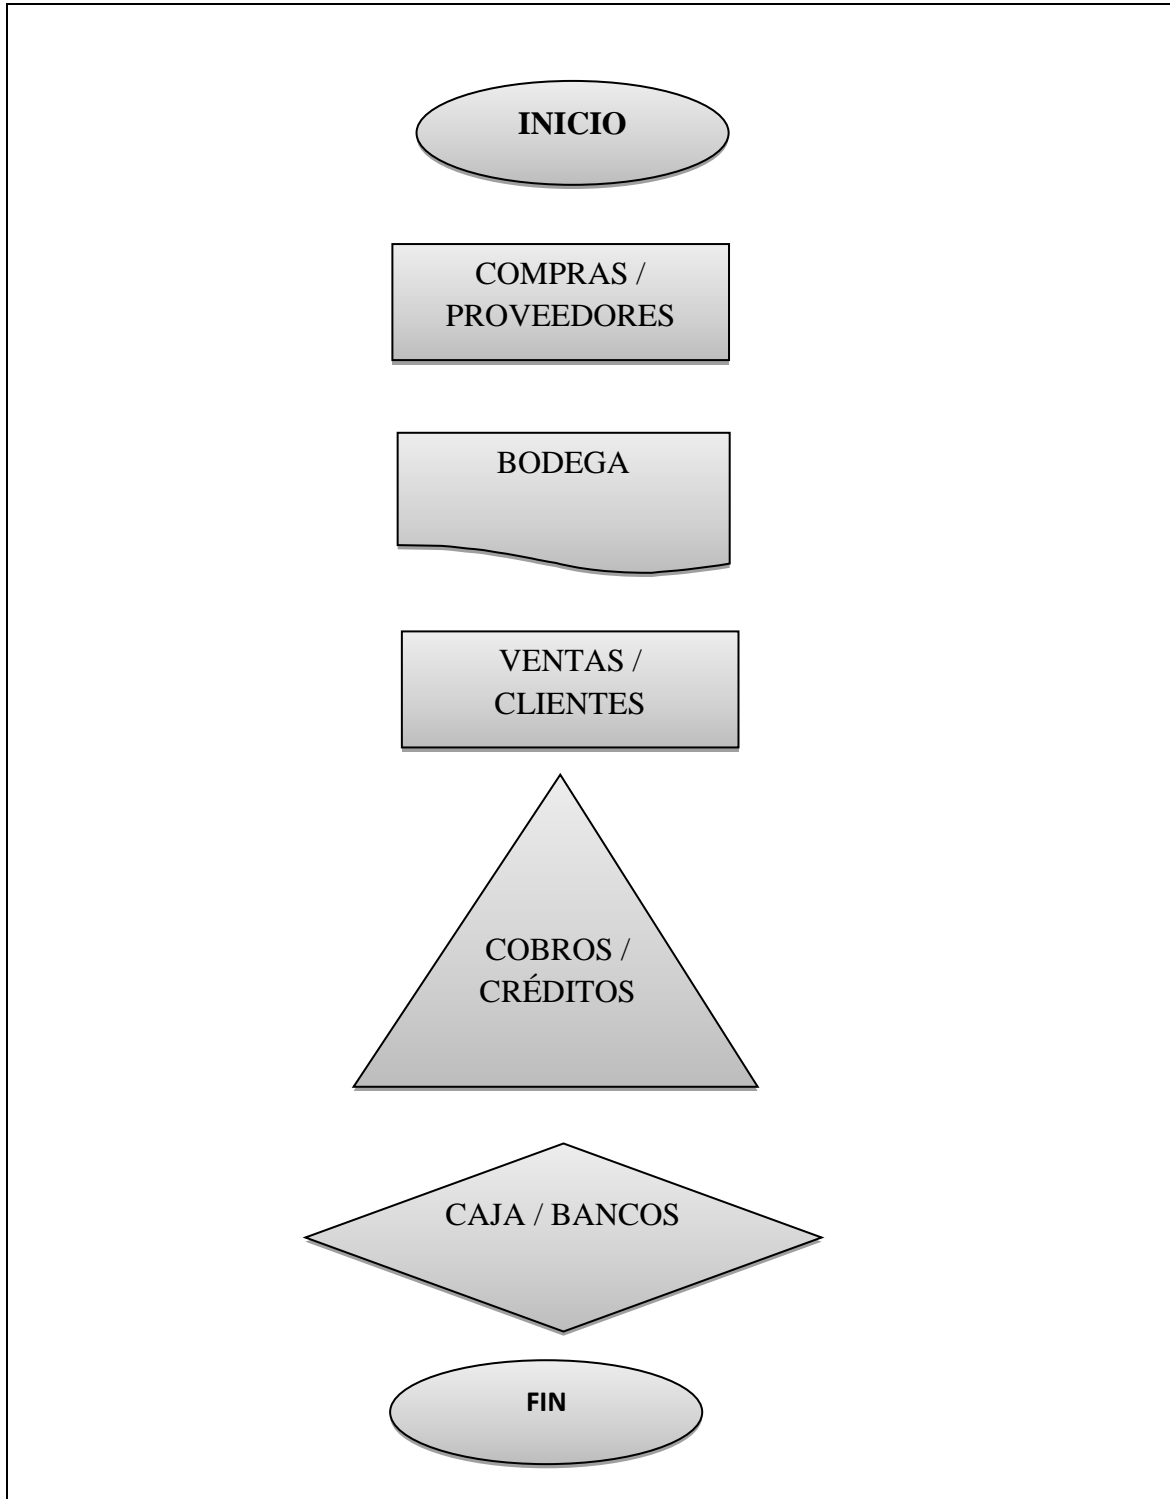 INICIO
COMPRAS /
PROVEEDORES
BODEGA
VENTAS /
CLIENTES
COBROS /
CRÉDITOS
CAJA / BANCOS
FIN